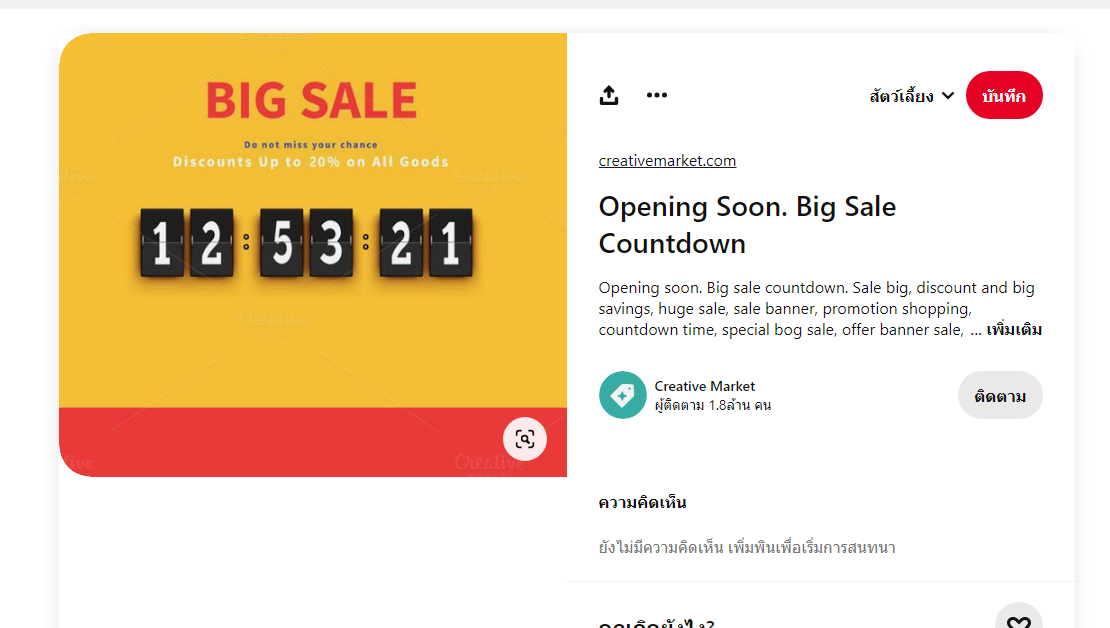 BIG SALE
Do not miss your chance
Discounts Up to 20% on All Goods
12:53:21
Creative
Creative
สัตว์เลี้ยง
บันทึก
creativemarket.com
Opening Soon. Big Sale
Countdown
Opening soon. Big sale countdown. Sale big, discount and big
savings, huge sale, sale banner, promotion shopping,
countdown time, special bog sale, offer banner sale, ... เพิ่มเติม
Creative Market
ผู้ติดตาม 1.8ล้าน คน
ติดตาม
ความคิดเห็น
ยังไม่มีความคิดเห็น เพิ่มพินเพื่อเริ่มการสนทนา